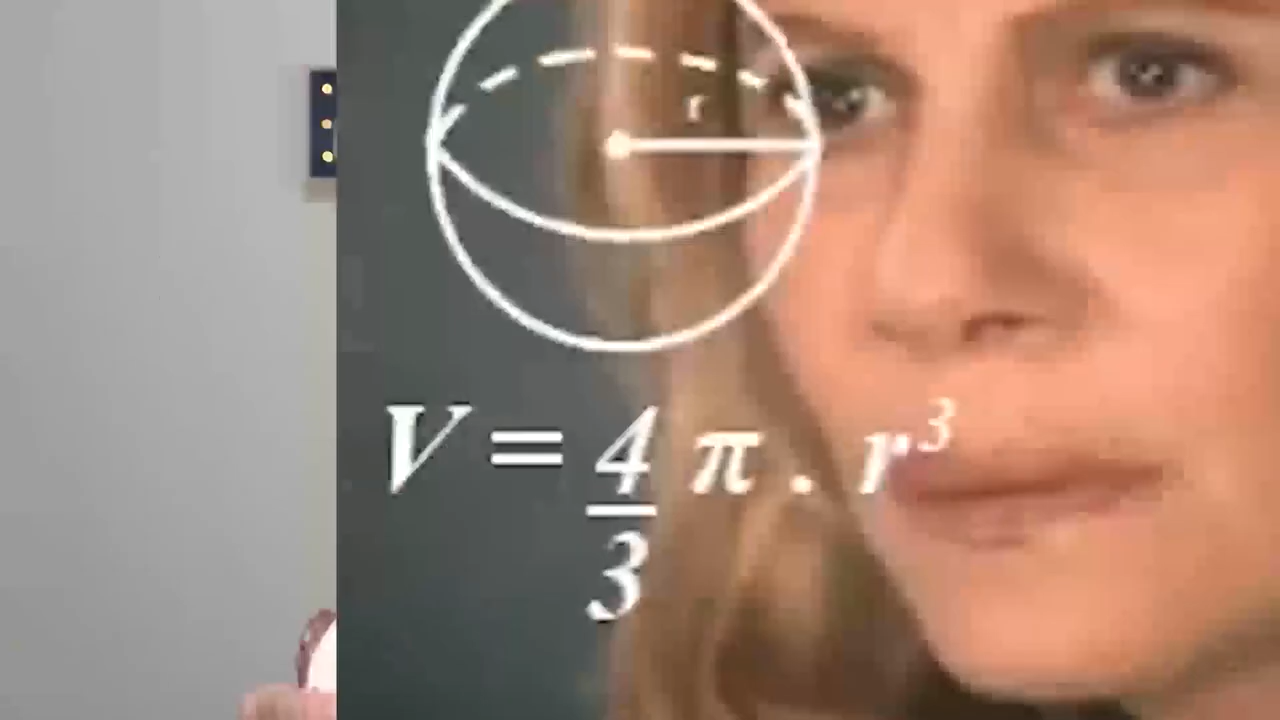 r
V = 4/3 π . r³